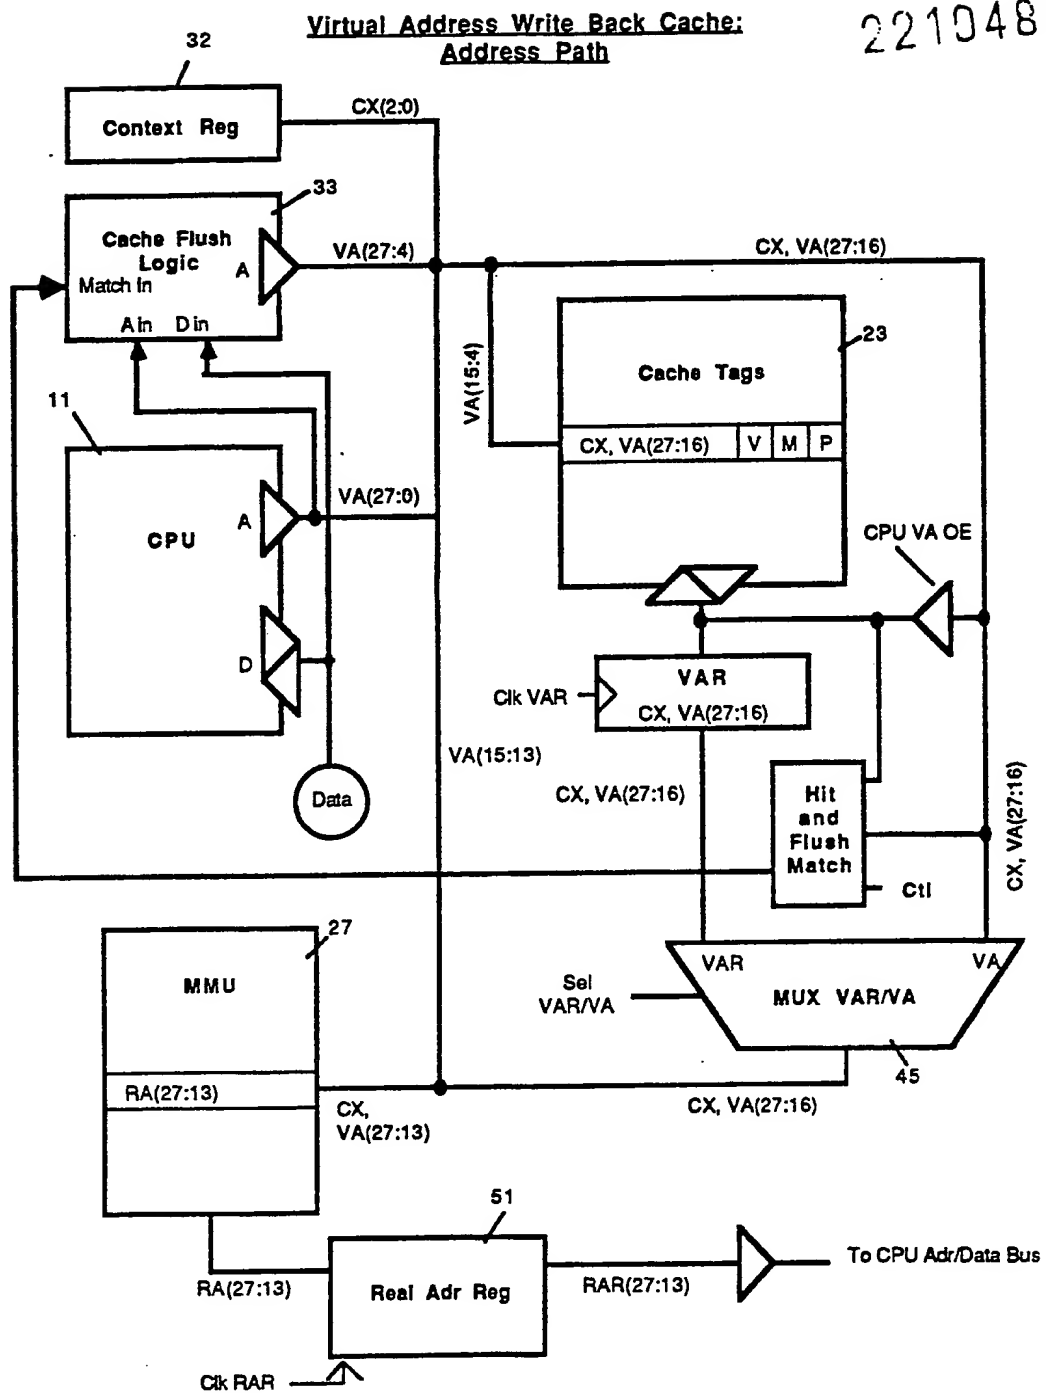 Virtual Address Write Back Cache:
Address Path
221048
32
Context Reg
CX(2:0)
33
Cache Flush
Logic
A
Match In
Ain Din
VA(27:4)
CX, VA(27:16)
VA(15:4)
23
Cache Tags
CX, VA(27:16) V M P
11
CPU
A
VA(27:0)
D
Data
CPU VA OE
VAR
CX, VA(27:16)
Clk VAR
VA(15:13)
CX, VA(27:16)
Hit
and
Flush
Match
Ctl
CX, VA(27:16)
27
MMU
RA(27:13)
CX,
VA(27:13)
Sel
VAR/VA
VAR
VA
MUX VAR/VA
45
CX, VA(27:16)
51
RA(27:13)
Real Adr Reg
RAR(27:13)
To CPU Adr/Data Bus
Clk RAR